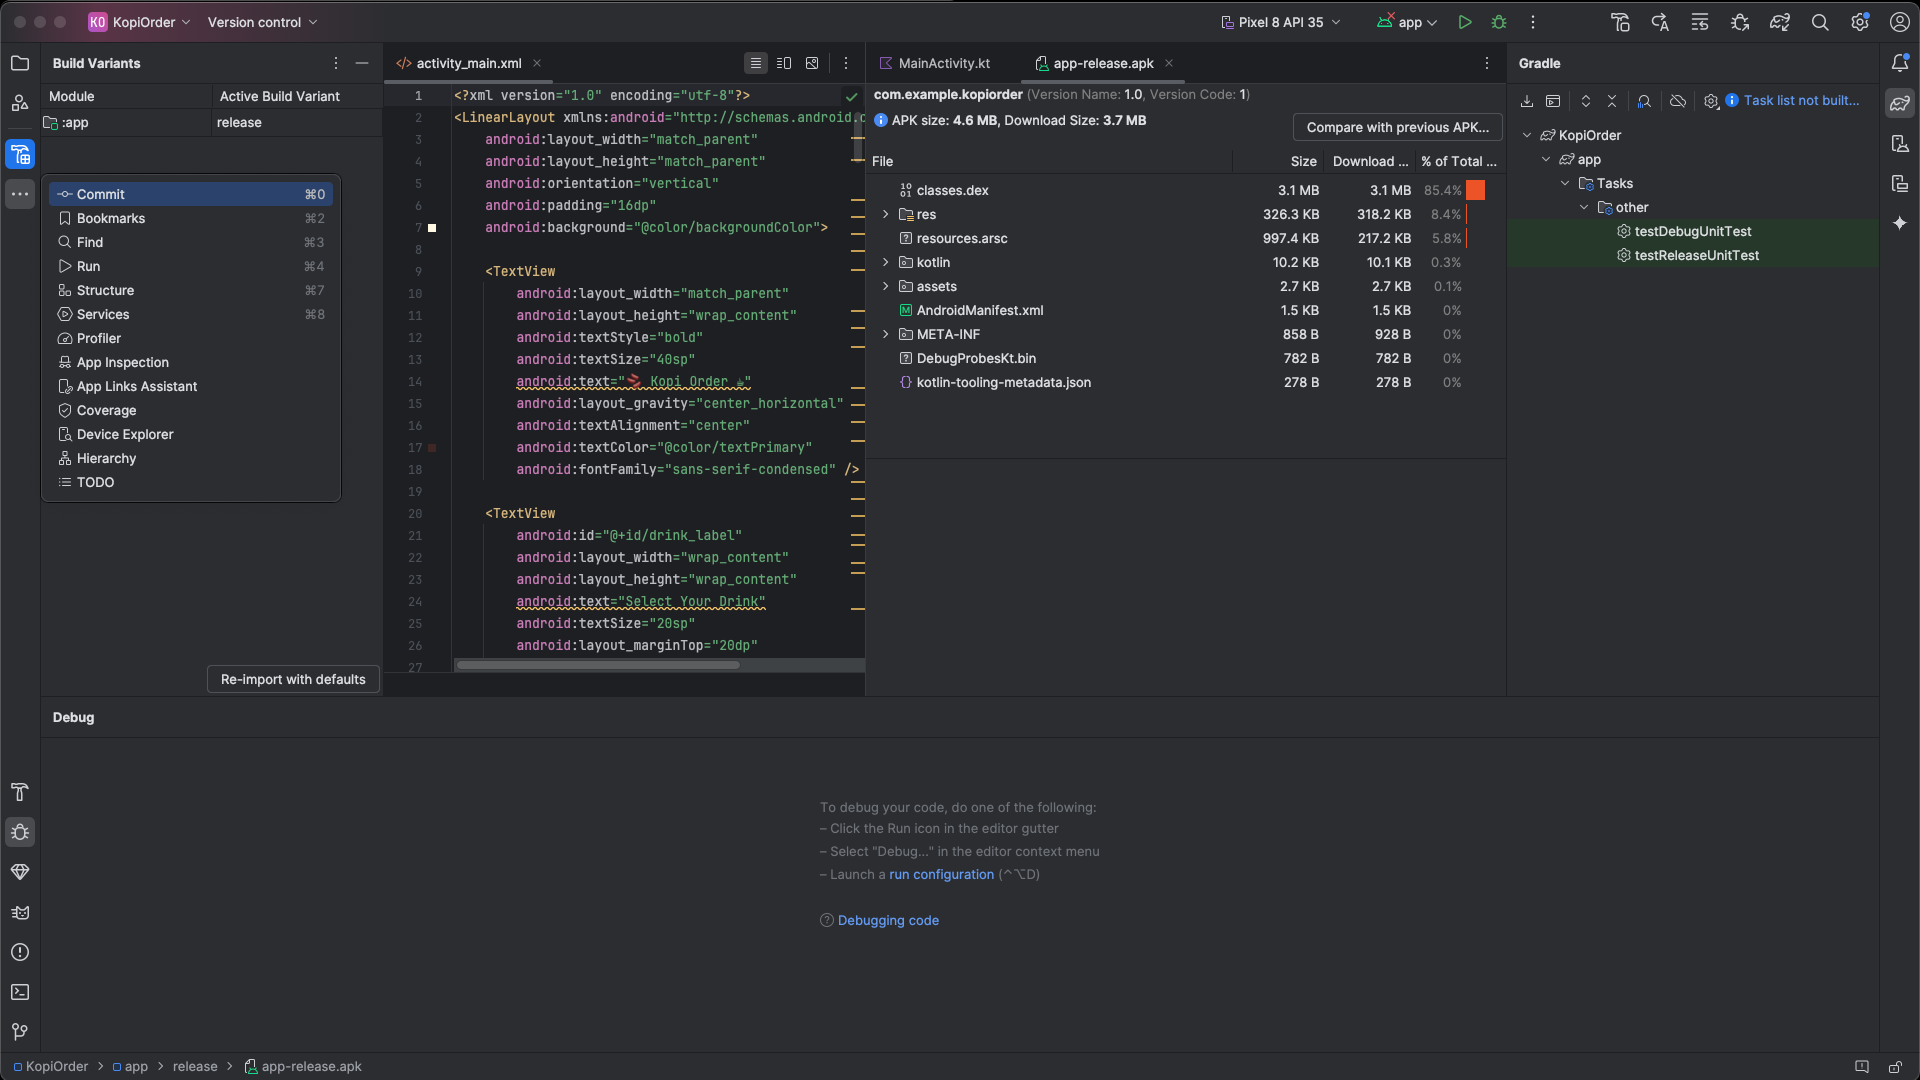 KO KopiOrder Version control Pixel 8 API 35 app
Build Variants
Module Active Build Variant
:app release
Commit ⌘0
Bookmarks ⌘2
Find ⌘3
Run ⌘4
Structure ⌘7
Services ⌘8
Profiler
App Inspection
App Links Assistant
Coverage
Device Explorer
Hierarchy
TODO
Re-import with defaults
activity_main.xml
1 <?xml version="1.0" encoding="utf-8"?>
2 <LinearLayout xmlns:android="http://schemas.android.c
3 android:layout_width="match_parent"
4 android:layout_height="match_parent"
5 android:orientation="vertical"
6 android:padding="16dp"
7 android:background="@color/backgroundColor">
8
9 <TextView
10 android:layout_width="match_parent"
11 android:layout_height="wrap_content"
12 android:textStyle="bold"
13 android:textSize="40sp"
14 android:text="🫘 Kopi Order ☕"
15 android:layout_gravity="center_horizontal"
16 android:textAlignment="center"
17 android:textColor="@color/textPrimary"
18 android:fontFamily="sans-serif-condensed" />
19
20 <TextView
21 android:id="@+id/drink_label"
22 android:layout_width="wrap_content"
23 android:layout_height="wrap_content"
24 android:text="Select Your Drink"
25 android:textSize="20sp"
26 android:layout_marginTop="20dp"
27
MainActivity.kt app-release.apk
com.example.kopiorder (Version Name: 1.0, Version Code: 1)
APK size: 4.6 MB, Download Size: 3.7 MB
Compare with previous APK...
File Size Download ... % of Total ...
classes.dex 3.1 MB 3.1 MB 85.4%
res 326.3 KB 318.2 KB 8.4%
resources.arsc 997.4 KB 217.2 KB 5.8%
kotlin 10.2 KB 10.1 KB 0.3%
assets 2.7 KB 2.7 KB 0.1%
AndroidManifest.xml 1.5 KB 1.5 KB 0%
META-INF 858 B 928 B 0%
DebugProbesKt.bin 782 B 782 B 0%
kotlin-tooling-metadata.json 278 B 278 B 0%
Gradle
Task list not built...
KopiOrder
app
Tasks
other
testDebugUnitTest
testReleaseUnitTest
Debug
To debug your code, do one of the following:
– Click the Run icon in the editor gutter
– Select "Debug..." in the editor context menu
– Launch a run configuration (⌃⌥D)
Debugging code
KopiOrder > app > release > app-release.apk